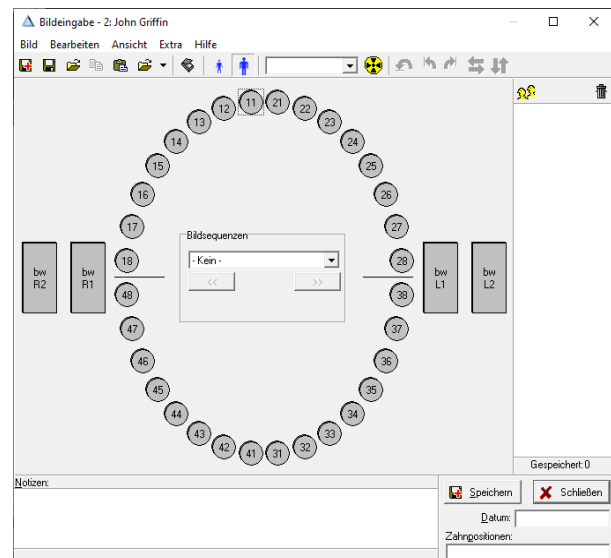 Bildeingabe - 2: John Griffin
Bild Bearbeiten Ansicht Extra Hilfe
11 21
12 22
13 23
14 24
15 25
16 26
17 27
18 28
bw R2
bw R1
bw L1
bw L2
Bildsequenzen
- Kein -
<< >>
48 38
47 37
46 36
45 35
44 34
43 33
42 32
41 31
Gespeichert:0
Notizen:
Speichern
Schließen
Datum:
Zahnpositionen: